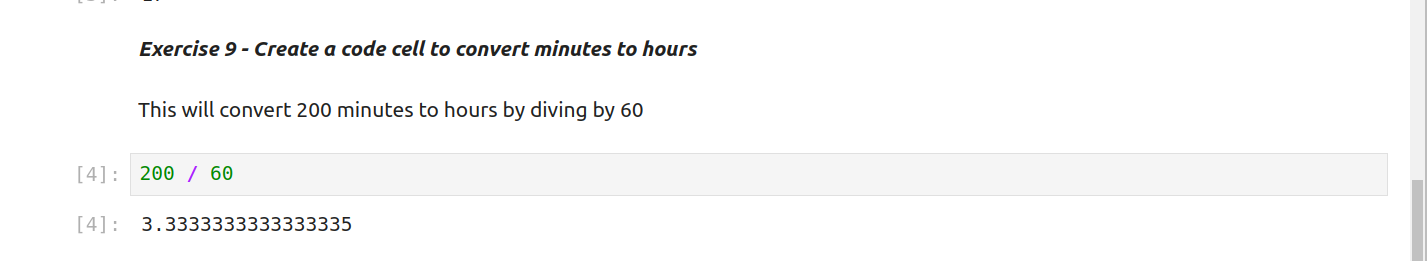 Exercise 9 - Create a code cell to convert minutes to hours
This will convert 200 minutes to hours by diving by 60
[4]: 200 / 60
[4]: 3.3333333333333335